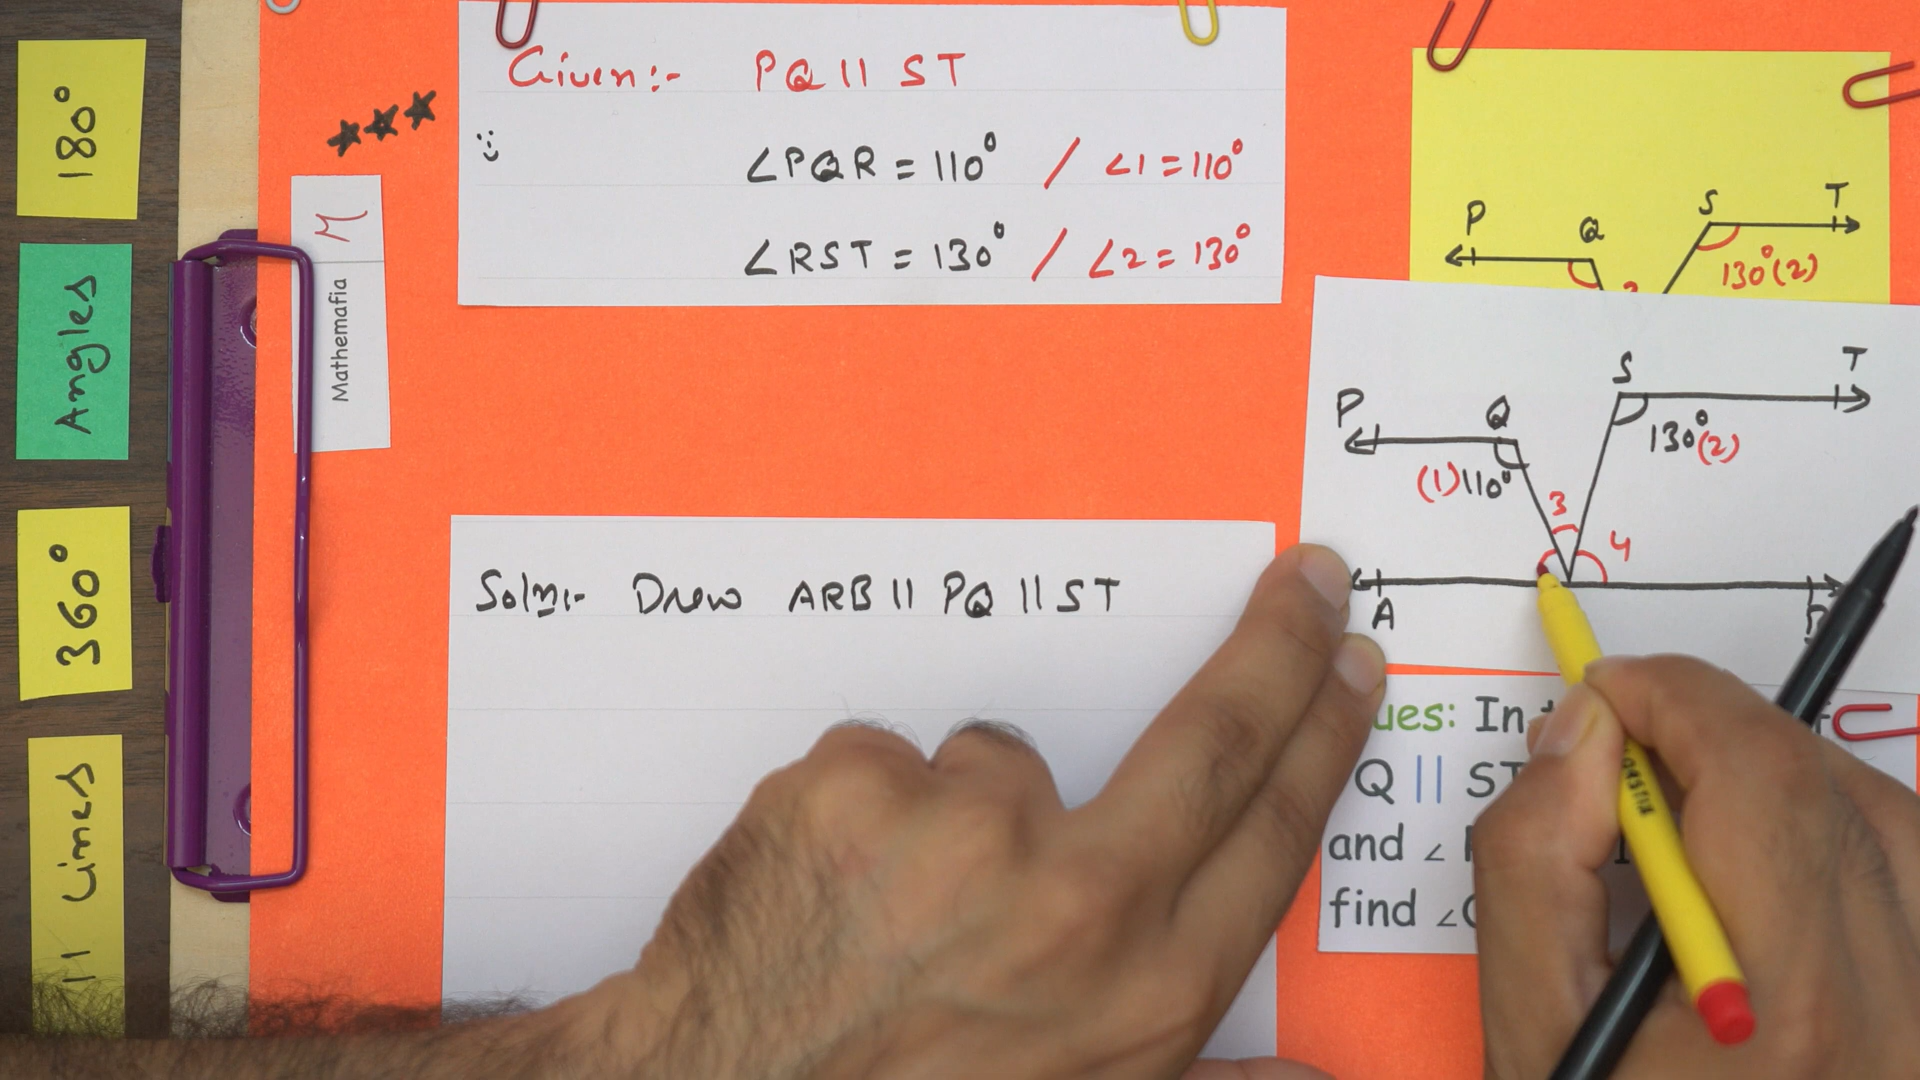 180°
Angles
360°
11 Lines
M
Mathemafia
Given:- PQ || ST
∠PQR = 110° / ∠1 = 110°
∠RST = 130° / ∠2 = 130°
Soln:- Draw ARB || PQ || ST
P Q S T
130°(2)
S T
P Q
130°(2)
(1)110°
3
4
A
ues: In
Q || ST
and ∠
find ∠